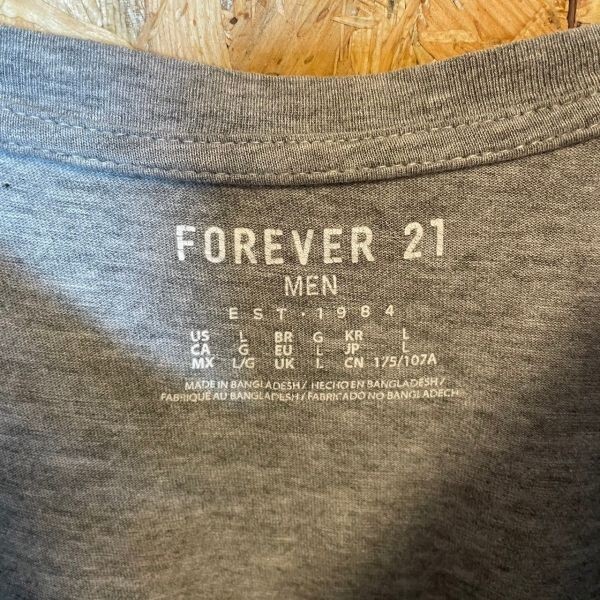 FOREVER 21
MEN
EST·1984
US L BR G KR L
CA G EU L JP L
MX L/G UK L CN 175/107A
MADE IN BANGLADESH / HECHO EN BANGLADESH /
FABRIQUÉ AU BANGLADESH / FABRICADO NO BANGLADECH